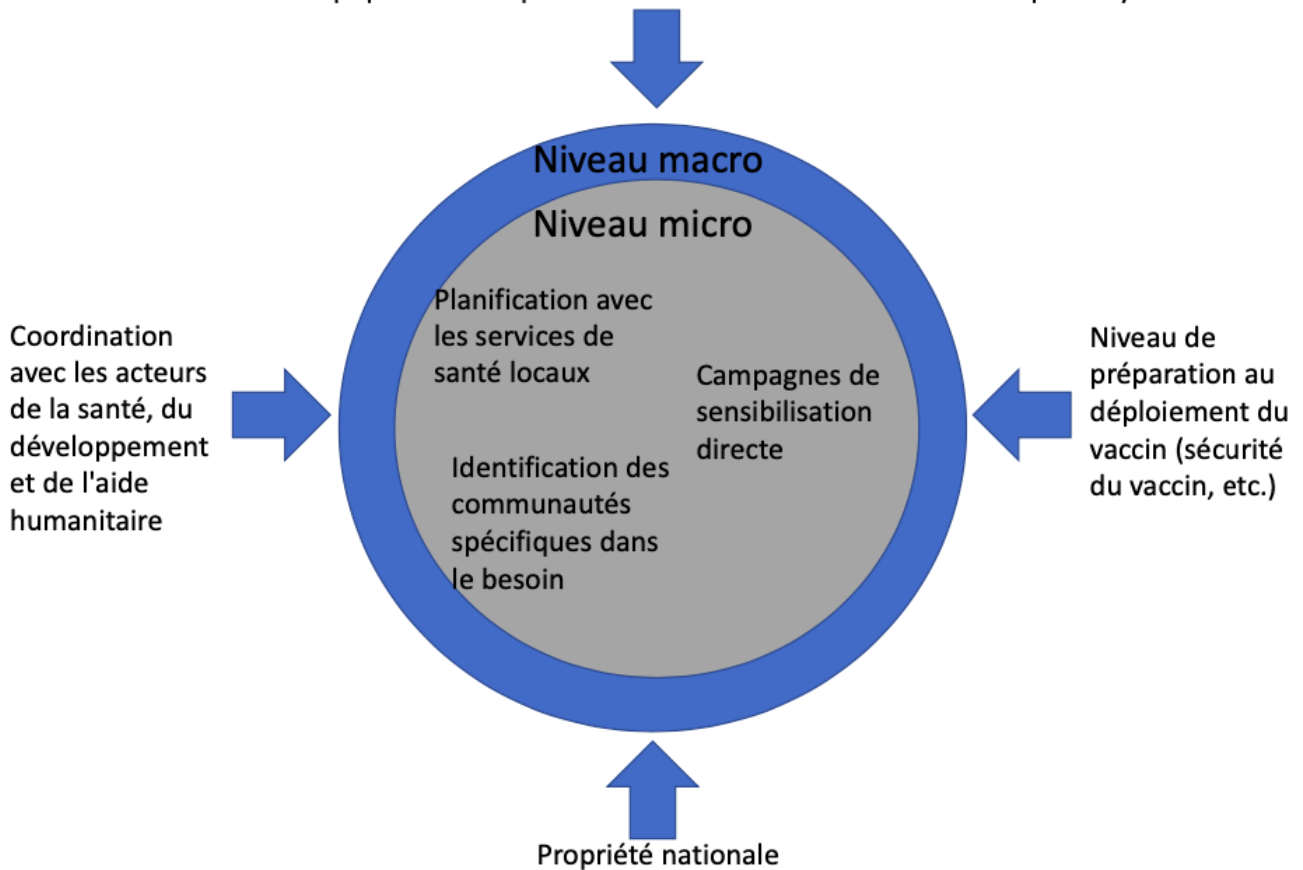 Niveau macro
Niveau micro
Planification avec
les services de
santé locaux
Campagnes de
sensibilisation
directe
Identification des
communautés
spécifiques dans
le besoin
Coordination
avec les acteurs
de la santé, du
développement
et de l'aide
humanitaire
Niveau de
préparation au
déploiement du
vaccin (sécurité
du vaccin, etc.)
Propriété nationale